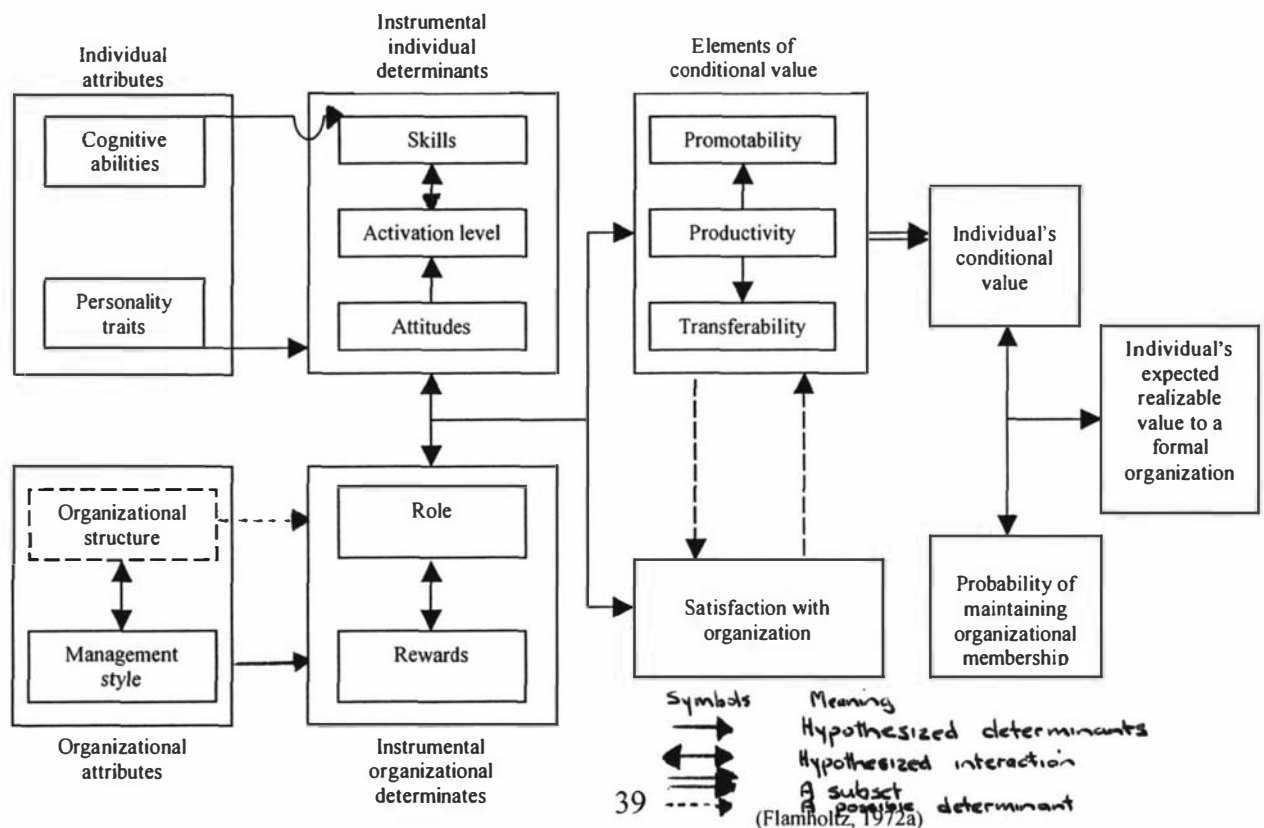 Individual
attributes
Cognitive
abilities
Personality
traits
Instrumental
individual
determinants
Skills
Activation level
Attitudes
Elements of
conditional value
Promotability
Productivity
Transferability
Individual's
conditional
value
Individual's
expected
realizable
value to a
formal
organization
Organizational
structure
Management
style
Organizational
attributes
Role
Rewards
Instrumental
organizational
determinates
Satisfaction with
organization
Probability of
maintaining
organizational
membership
Symbols Meaning
Hypothesized determinants
Hypothesized interaction
A subset
A possible determinant
39
(Flamholtz, 1972a)